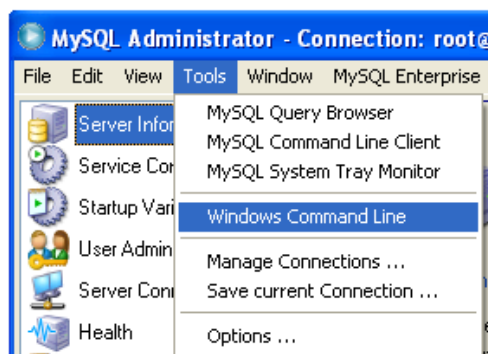 MySQL Administrator - Connection: root@
File Edit View Tools Window MySQL Enterprise
Server Infor
Service Con
Startup Vari
User Admin
Server Conn
Health
MySQL Query Browser
MySQL Command Line Client
MySQL System Tray Monitor
Windows Command Line
Manage Connections ...
Save current Connection ...
Options ...